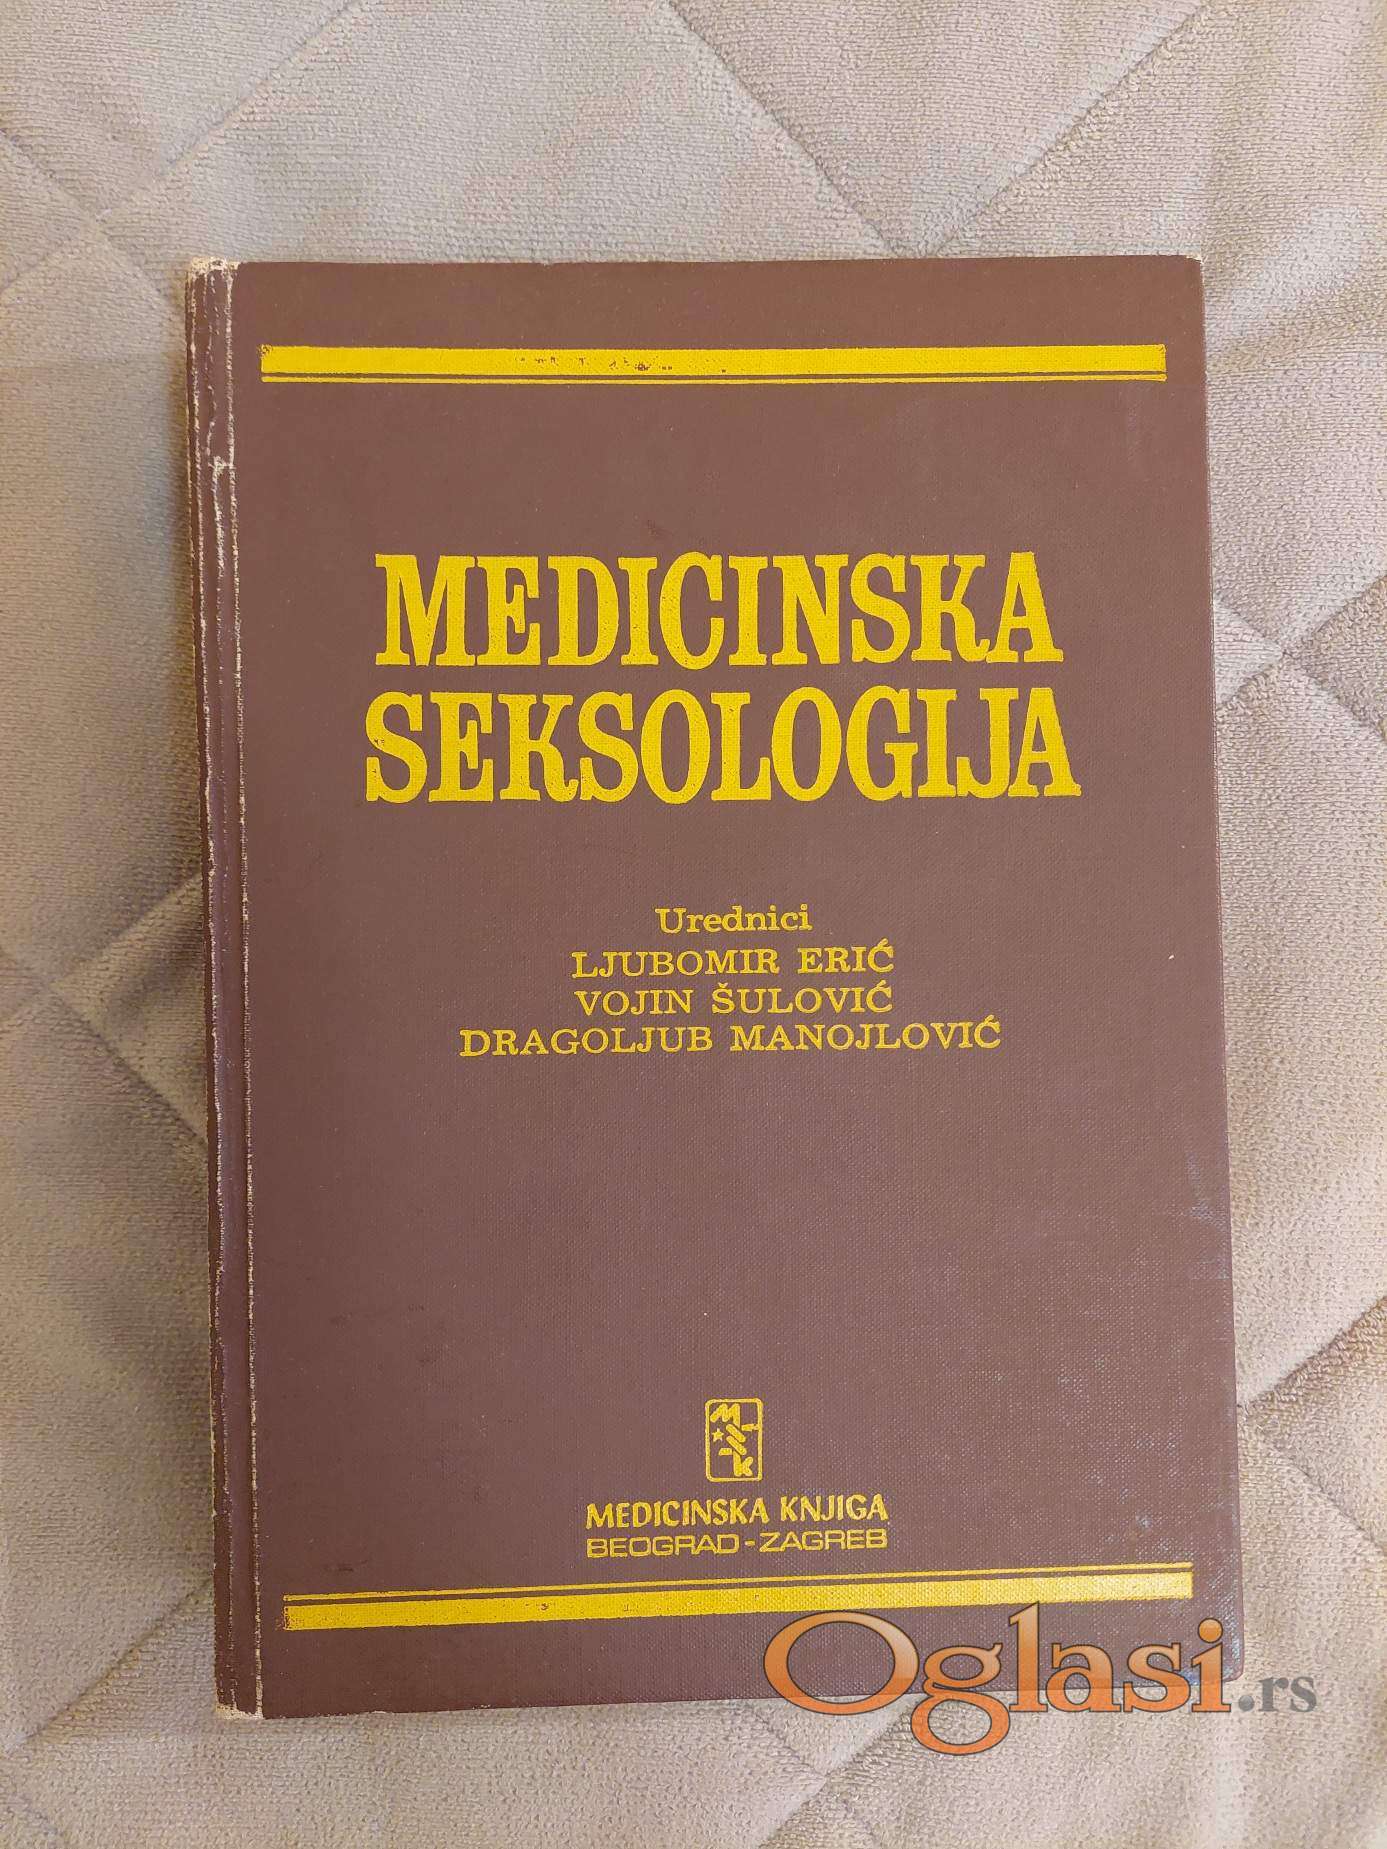 MEDICINSKA
SEKSOLOGIJA
Urednici
LJUBOMIR ERIĆ
VOJIN ŠULOVIĆ
DRAGOLJUB MANOJLOVIĆ
M
k
MEDICINSKA KNJIGA
BEOGRAD-ZAGREB
Oglasi.rs